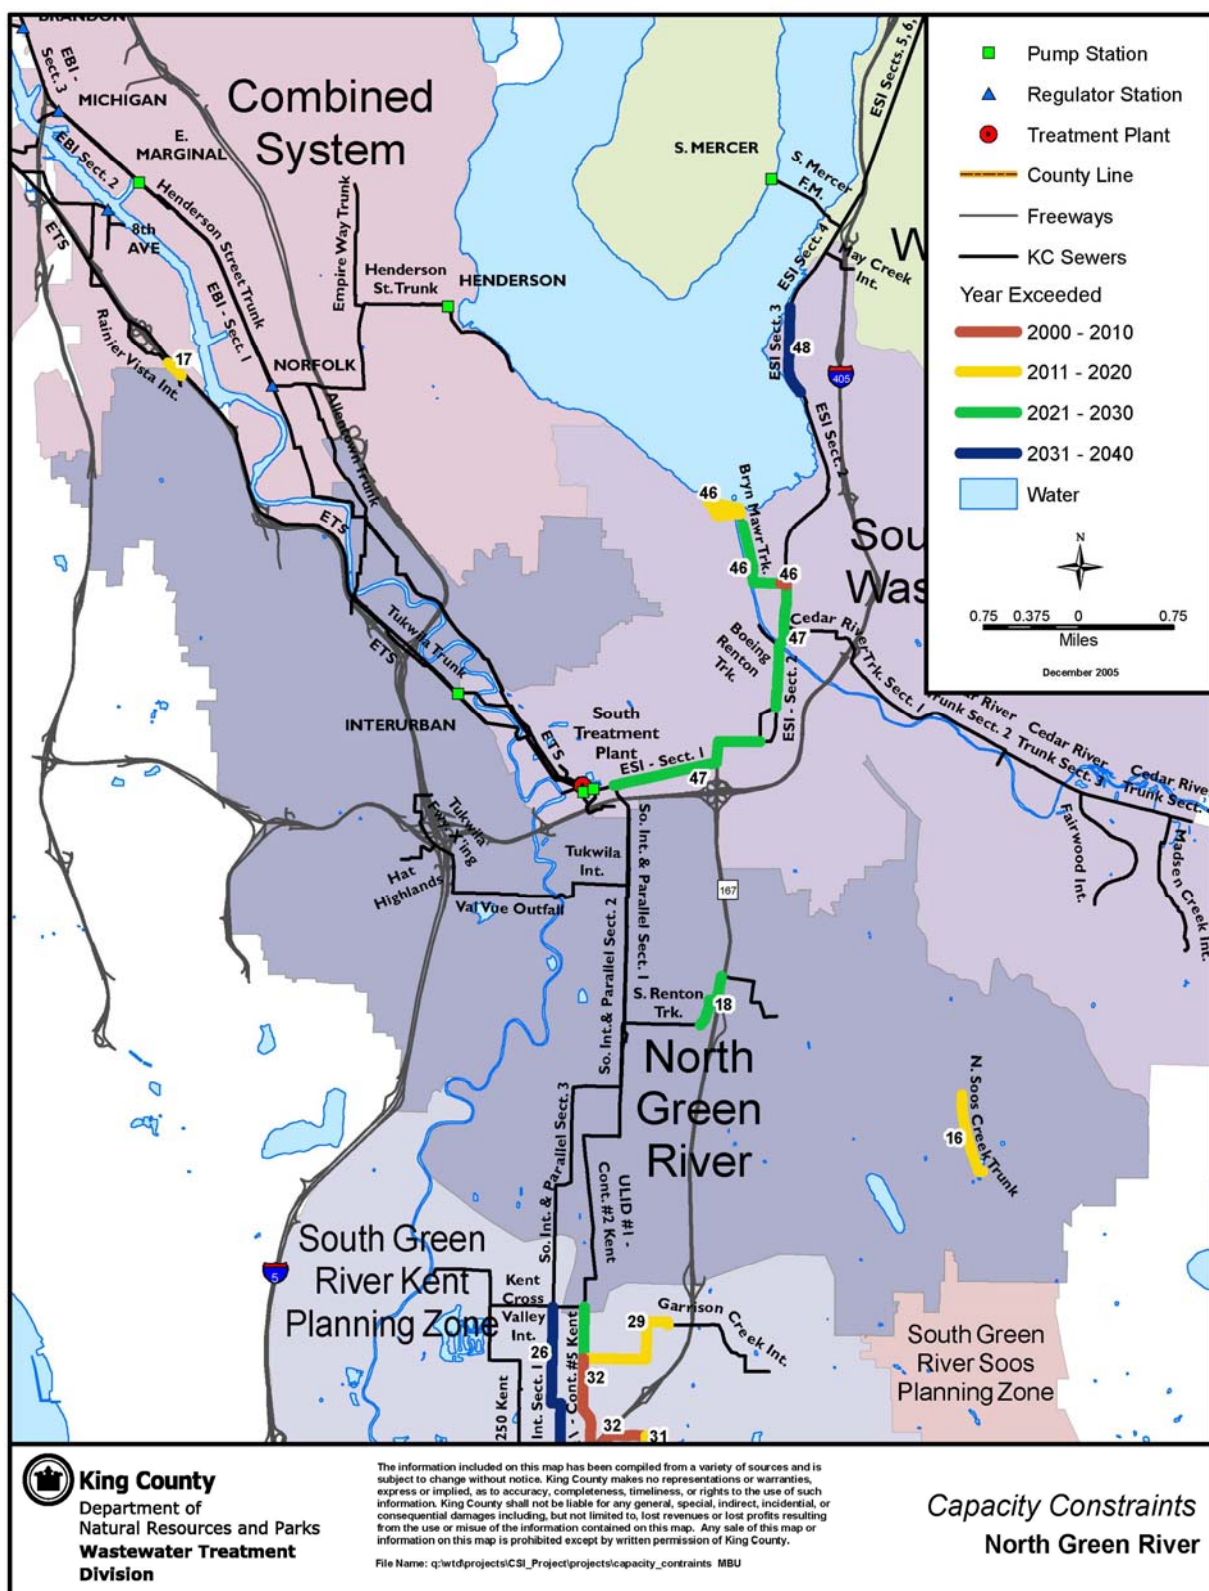 BRANDON
EBI -
Sect. 3
MICHIGAN
E.
MARGINAL
EBI Sect. 2
Henderson Street Trunk
ETS
8th
AVE
EBI - Sect. 1
Rainier Vista Int.
17
NORFOLK
Allentown Trunk
Combined
System
Empire Way Trunk
Henderson
St. Trunk
HENDERSON
S. MERCER
S. Mercer
F.M.
ESI Sects. 5, 6,
ESI Sect. 4
May Creek
Int.
W
ESI Sect. 3
48
405
ESI Sect. 2
46
Bryn Mawr Trk.
46
46
Sou
Was
Cedar River Trk. Sect. 1
47
Boeing
Renton
Trk.
ESI - Sect. 2
Trunk Sect. 2
Cedar River
Trunk Sect. 3
Cedar River
Trunk Sect.
Fairwood Int.
Madsen Creek Int.
ETS
Tukwila Trunk
ETS
INTERURBAN
ETS
South
Treatment
Plant
ESI - Sect. 1
47
Tukwila
Fwy X'ing
Hat
Highlands
Val Vue Outfall
Tukwila
Int.
So. Int. & Parallel Sect. 1
So. Int. & Parallel Sect. 2
167
S. Renton
Trk.
18
North
Green
River
So. Int. & Parallel Sect. 3
ULID #1 -
Cont. #2 Kent
N. Soos Creek Trunk
16
South Green
River Kent
Planning Zone
5
Kent
Cross
Valley
Int.
26
Int. Sect. 1
- Cont. #5 Kent
250 Kent
29
Garrison
Creek Int.
32
32
31
South Green
River Soos
Planning Zone
Pump Station
Regulator Station
Treatment Plant
County Line
Freeways
KC Sewers
Year Exceeded
2000 - 2010
2011 - 2020
2021 - 2030
2031 - 2040
Water
N
0.75 0.375 0 0.75
Miles
December 2005
King County
Department of
Natural Resources and Parks
Wastewater Treatment
Division
The information included on this map has been compiled from a variety of sources and is
subject to change without notice. King County makes no representations or warranties,
express or implied, as to accuracy, completeness, timeliness, or rights to the use of such
information. King County shall not be liable for any general, special, indirect, incidental, or
consequential damages including, but not limited to, lost revenues or lost profits resulting
from the use or misue of the information contained on this map. Any sale of this map or
information on this map is prohibited except by written permission of King County.
File Name: q:\wtd\projects\CSI_Project\projects\capacity_contraints MBU
Capacity Constraints
North Green River